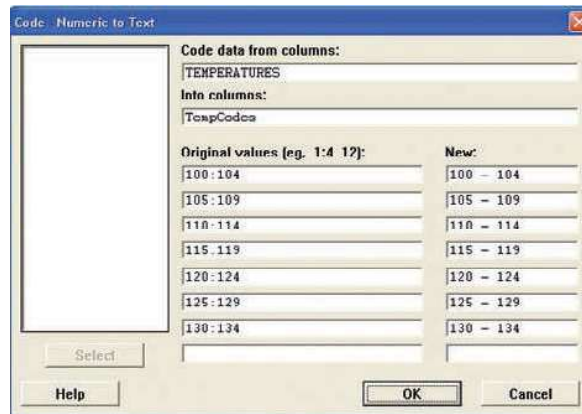 Code Numeric to Text
Code data from columns:
TEMPERATURES
Into columns:
TempCodes
Original values (eg, 1:4 12): New:
100:104 100 – 104
105:109 105 – 109
110:114 110 – 114
115.119 115 – 119
120:124 120 – 124
125:129 125 – 129
130:134 130 – 134
Select
Help OK Cancel